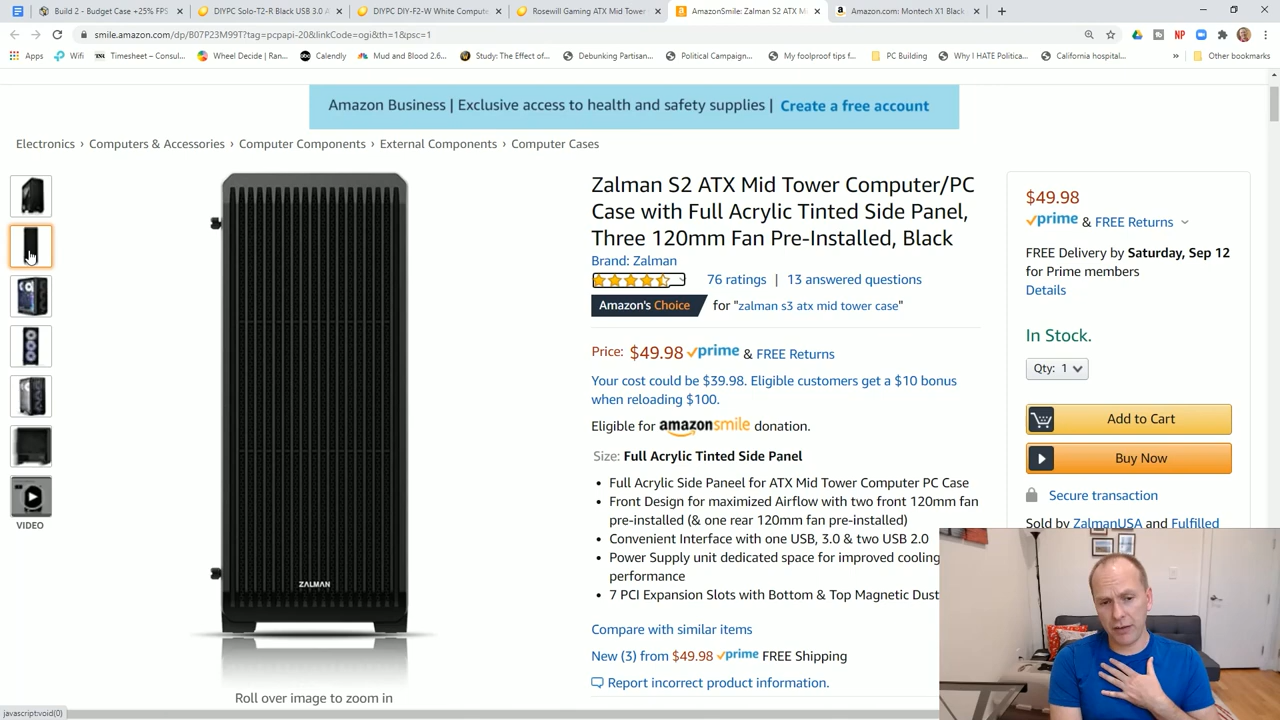 Build 2 - Budget Case +25% FPS
DIYPC Solo-T2-R Black USB 3.0 A
DIYPC DIY-F2-W White Compute
Rosewill Gaming ATX Mid Tower
AmazonSmile: Zalman S2 ATX Mi
Amazon.com: Montech X1 Black
smile.amazon.com/dp/B07P23M99T?tag=pcpapi-20&linkCode=ogi&th=1&psc=1
Apps
Wifi
Timesheet – Consul...
Wheel Decide | Ran...
Calendly
Mud and Blood 2.6...
Study: The Effect of...
Debunking Partisan...
Political Campaign...
My foolproof tips f...
PC Building
Why I HATE Politica...
California hospital...
»
Other bookmarks
Amazon Business | Exclusive access to health and safety supplies | Create a free account
Electronics › Computers & Accessories › Computer Components › External Components › Computer Cases
Zalman S2 ATX Mid Tower Computer/PC
Case with Full Acrylic Tinted Side Panel,
Three 120mm Fan Pre-Installed, Black
Brand: Zalman
76 ratings | 13 answered questions
Amazon's Choice for "zalman s3 atx mid tower case"
Price: $49.98 prime & FREE Returns
Your cost could be $39.98. Eligible customers get a $10 bonus
when reloading $100.
Eligible for amazonsmile donation.
Size: Full Acrylic Tinted Side Panel
• Full Acrylic Side Paneel for ATX Mid Tower Computer PC Case
• Front Design for maximized Airflow with two front 120mm fan
pre-installed (& one rear 120mm fan pre-installed)
• Convenient Interface with one USB, 3.0 & two USB 2.0
• Power Supply unit dedicated space for improved cooling
performance
• 7 PCI Expansion Slots with Bottom & Top Magnetic Dust
Compare with similar items
New (3) from $49.98 prime FREE Shipping
Report incorrect product information.
$49.98
prime & FREE Returns
FREE Delivery by Saturday, Sep 12
for Prime members
Details
In Stock.
Qty: 1
Add to Cart
Buy Now
Secure transaction
Sold by ZalmanUSA and Fulfilled
VIDEO
ZALMAN
Roll over image to zoom in
javascript:void(0)
NP